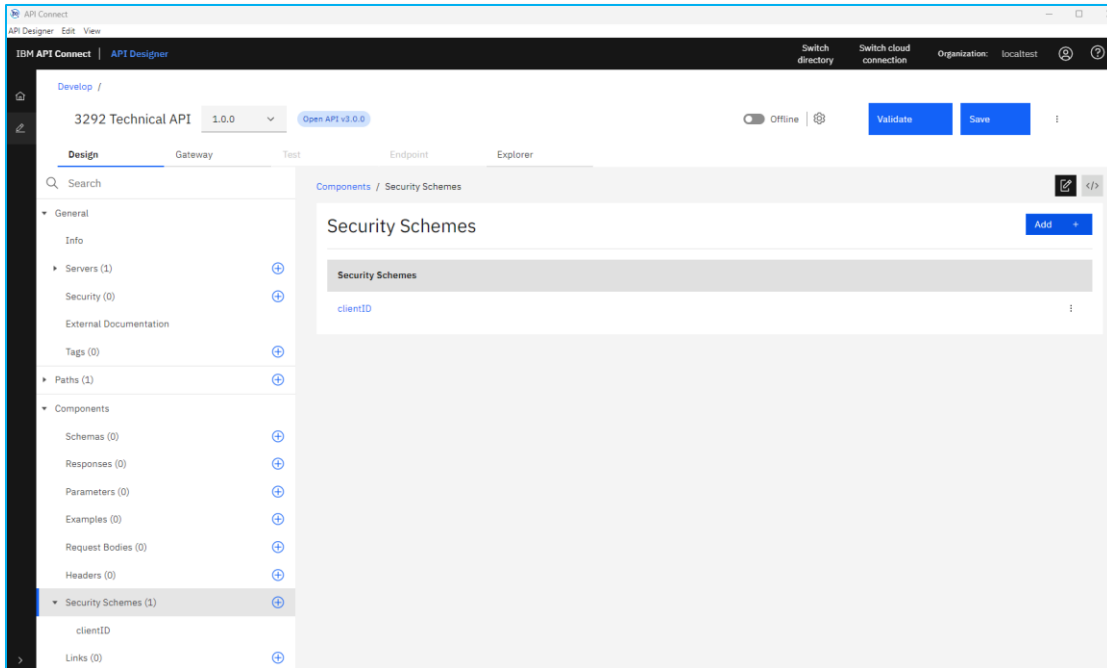 API Connect
API Designer Edit View
IBM API Connect | API Designer
Switch directory
Switch cloud connection
Organization: localtest
Develop /
3292 Technical API
1.0.0
Open API v3.0.0
Offline
Validate
Save
Design
Gateway
Test
Endpoint
Explorer
Search
Components / Security Schemes
</>
General
Info
Servers (1)
Security (0)
External Documentation
Tags (0)
Paths (1)
Components
Schemas (0)
Responses (0)
Parameters (0)
Examples (0)
Request Bodies (0)
Headers (0)
Security Schemes (1)
clientID
Links (0)
Security Schemes
Add +
Security Schemes
clientID